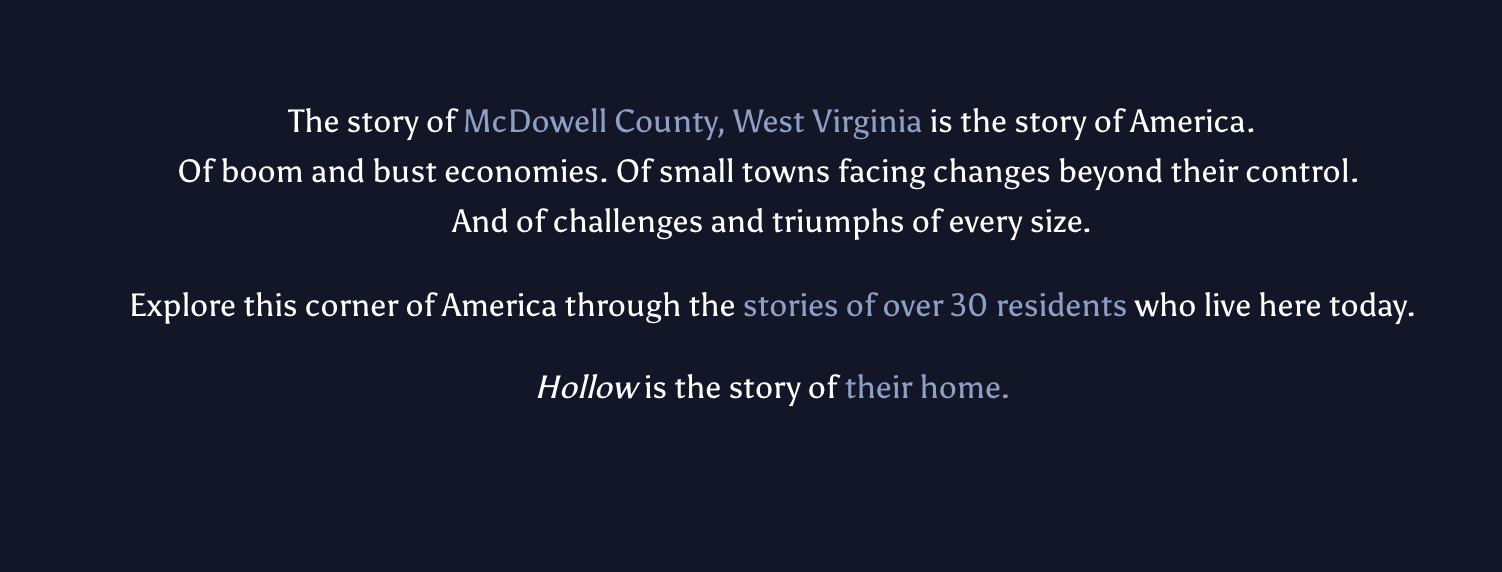 The story of McDowell County, West Virginia is the story of America.
Of boom and bust economies. Of small towns facing changes beyond their control.
And of challenges and triumphs of every size.
Explore this corner of America through the stories of over 30 residents who live here today.
Hollow is the story of their home.